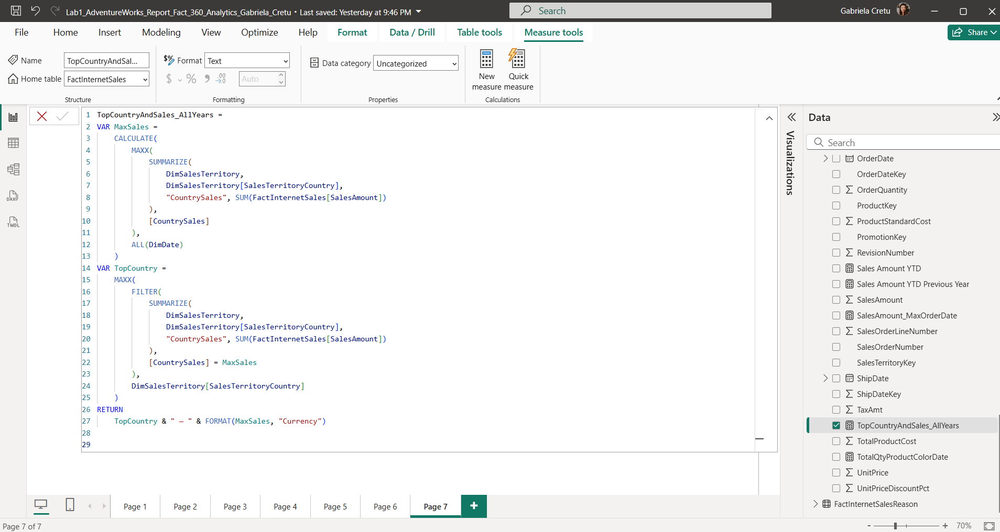 Lab1_AdventureWorks_Report_Fact_360_Analytics_Gabriela_Cretu • Last saved: Yesterday at 9:46 PM
Search
Gabriela Cretu
File Home Insert Modeling View Optimize Help Format Data / Drill Table tools Measure tools
Share
Name TopCountryAndSal...
Home table FactInternetSales
Structure
$% Format Text
$ % , .00 Auto
Formatting
Data category Uncategorized
Properties
New measure
Quick measure
Calculations
1 TopCountryAndSales_AllYears =
2 VAR MaxSales =
3 CALCULATE(
4 MAXX(
5 SUMMARIZE(
6 DimSalesTerritory,
7 DimSalesTerritory[SalesTerritoryCountry],
8 "CountrySales", SUM(FactInternetSales[SalesAmount])
9 ),
10 [CountrySales]
11 ),
12 ALL(DimDate)
13 )
14 VAR TopCountry =
15 MAXX(
16 FILTER(
17 SUMMARIZE(
18 DimSalesTerritory,
19 DimSalesTerritory[SalesTerritoryCountry],
20 "CountrySales", SUM(FactInternetSales[SalesAmount])
21 ),
22 [CountrySales] = MaxSales
23 ),
24 DimSalesTerritory[SalesTerritoryCountry]
25 )
26 RETURN
27 TopCountry & " – " & FORMAT(MaxSales, "Currency")
28
29
DAX
TMDL
Visualizations
Data
Search
OrderDate
OrderDateKey
OrderQuantity
ProductKey
ProductStandardCost
PromotionKey
RevisionNumber
Sales Amount YTD
Sales Amount YTD Previous Year
SalesAmount
SalesAmount_MaxOrderDate
SalesOrderLineNumber
SalesOrderNumber
SalesTerritoryKey
ShipDate
ShipDateKey
TaxAmt
TopCountryAndSales_AllYears
TotalProductCost
TotalQtyProductColorDate
UnitPrice
UnitPriceDiscountPct
FactInternetSalesReason
Page 1 Page 2 Page 3 Page 4 Page 5 Page 6 Page 7 +
Page 7 of 7
- + 70%